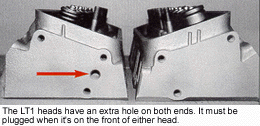 The LT1 heads have an extra hole on both ends. It must be
plugged when it's on the front of either head.